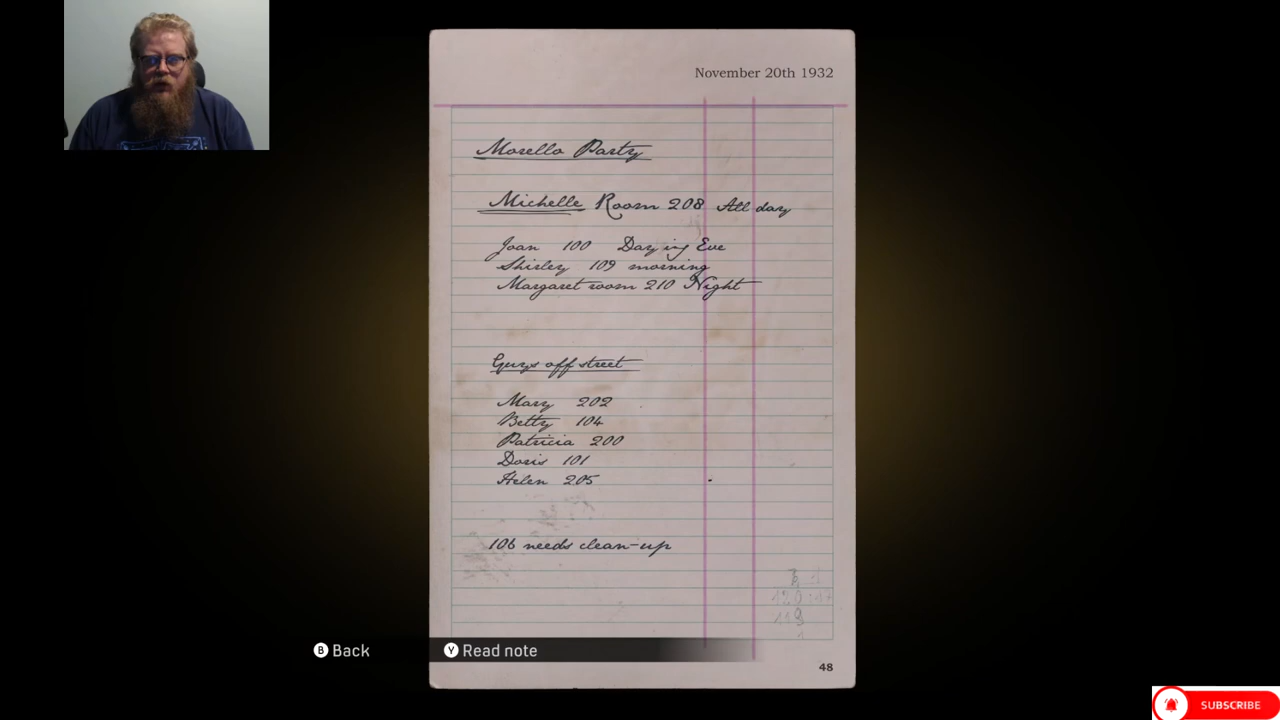 November 20th 1932
Morello Party
Michelle Room 208 All day
Joan 100 Day ing Eve
Shirley 109 morning
Margaret room 210 Night
Guys off street
Mary 202
Betty 104
Patricia 200
Doris 101
Helen 205
106 needs clean-up
B Back
Y Read note
48
SUBSCRIBE